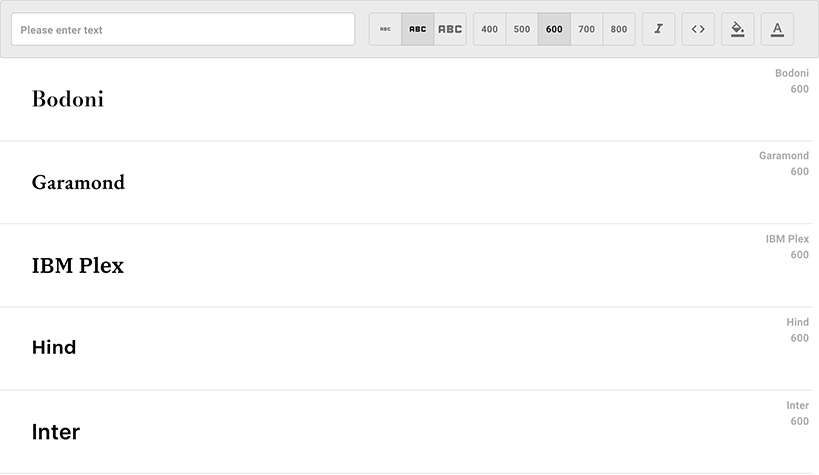 Please enter text ABC ABC ABC 400 500 600 700 800 I <> A
Bodoni
600
Bodoni
Garamond
600
Garamond
IBM Plex
600
IBM Plex
Hind
600
Hind
Inter
600
Inter